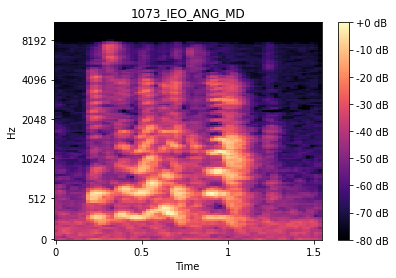 1073_IEO_ANG_MD
8192
4096
2048
1024
512
0
Hz
0
0.5
1
1.5
Time
+0 dB
-10 dB
-20 dB
-30 dB
-40 dB
-50 dB
-60 dB
-70 dB
-80 dB